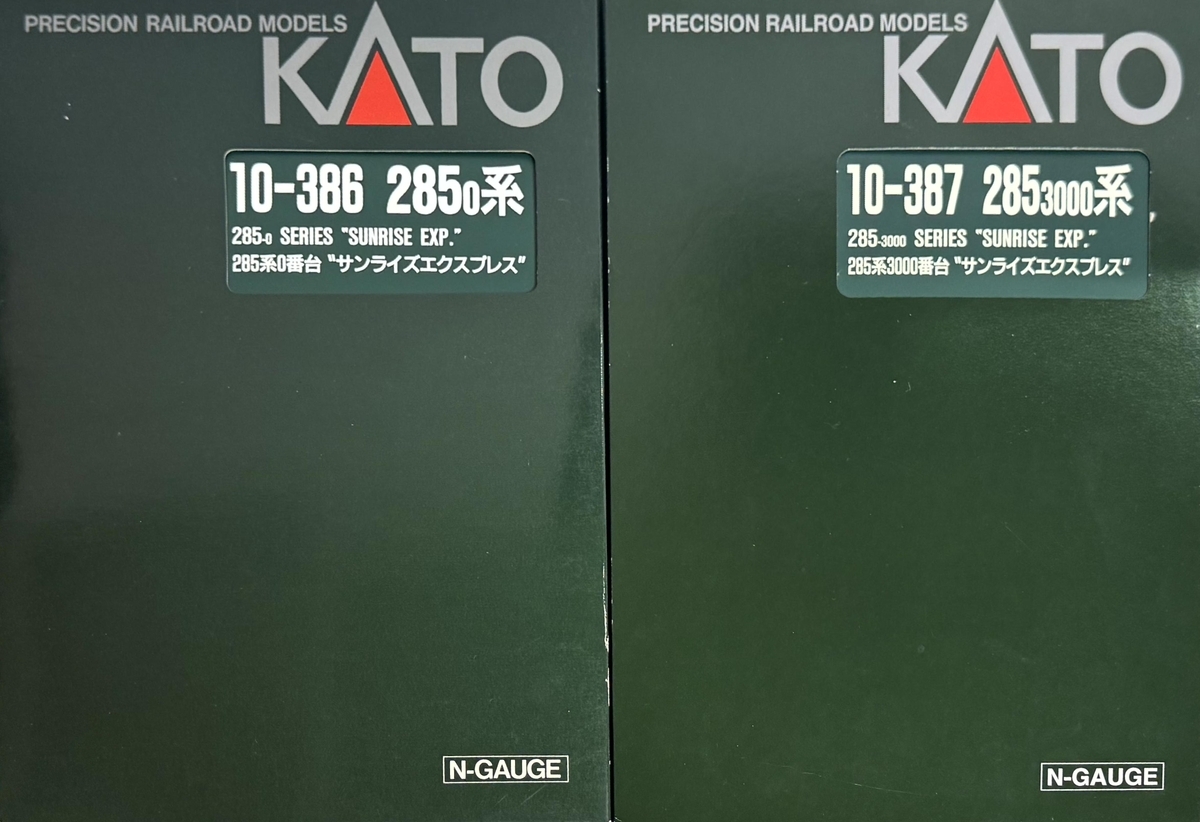 PRECISION RAILROAD MODELS
KATO
10-386 2850系
285-0 SERIES "SUNRISE EXP."
285系0番台 "サンライズエクスプレス"
N-GAUGE
PRECISION RAILROAD MODELS
KATO
10-387 2853000系
285-3000 SERIES "SUNRISE EXP."
285系3000番台 "サンライズエクスプレス"
N-GAUGE